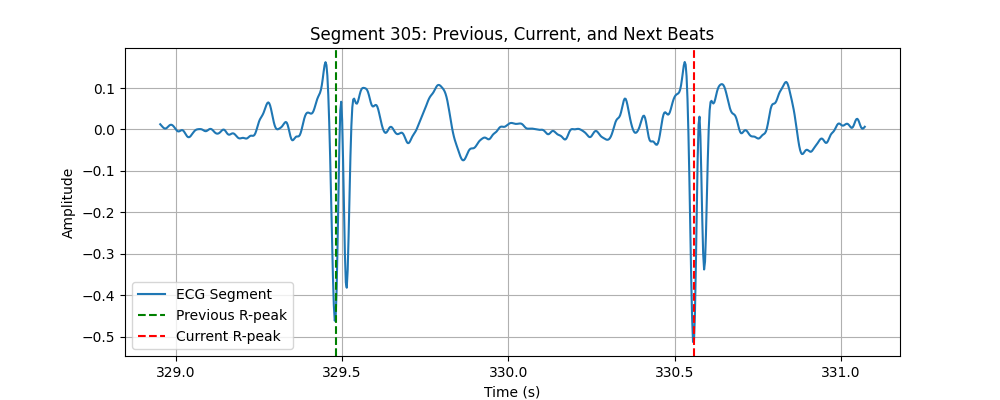 Segment 305: Previous, Current, and Next Beats
Amplitude
0.1
0.0
−0.1
−0.2
−0.3
−0.4
−0.5
ECG Segment
Previous R-peak
Current R-peak
329.0 329.5 330.0 330.5 331.0
Time (s)